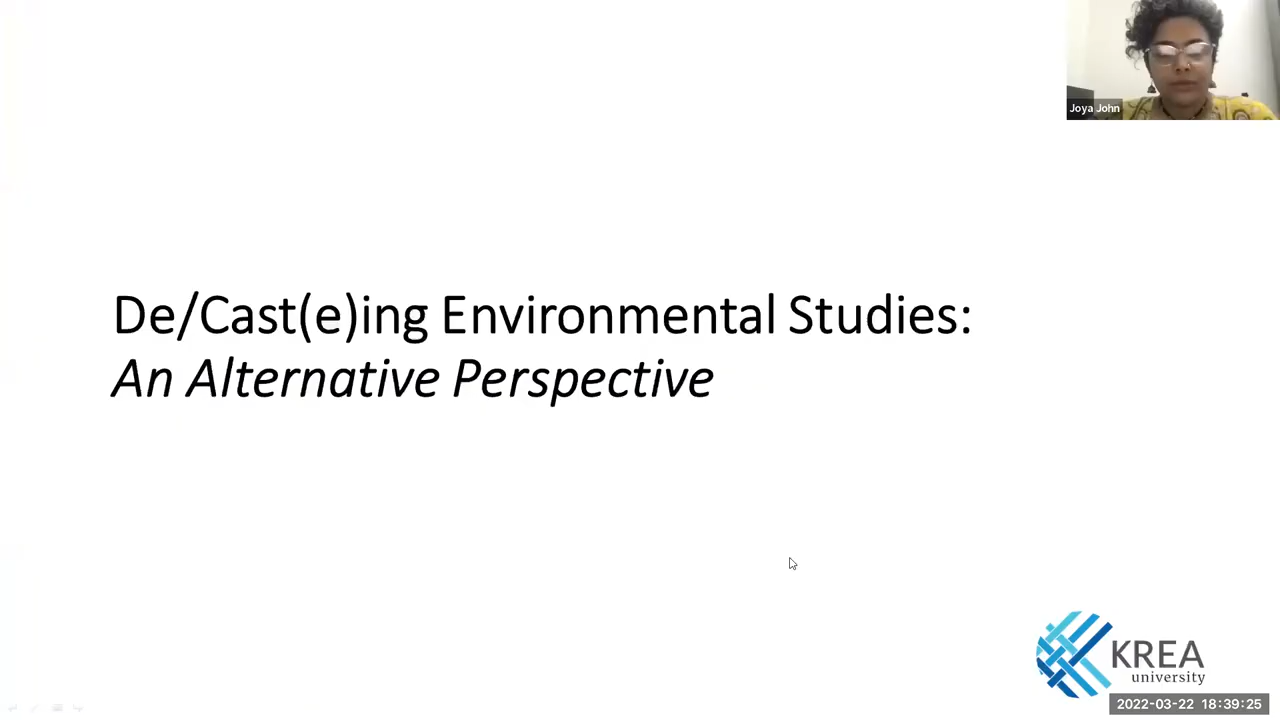 Joya John
De/Cast(e)ing Environmental Studies:
An Alternative Perspective
KREA
university
2022-03-22 18:39:25